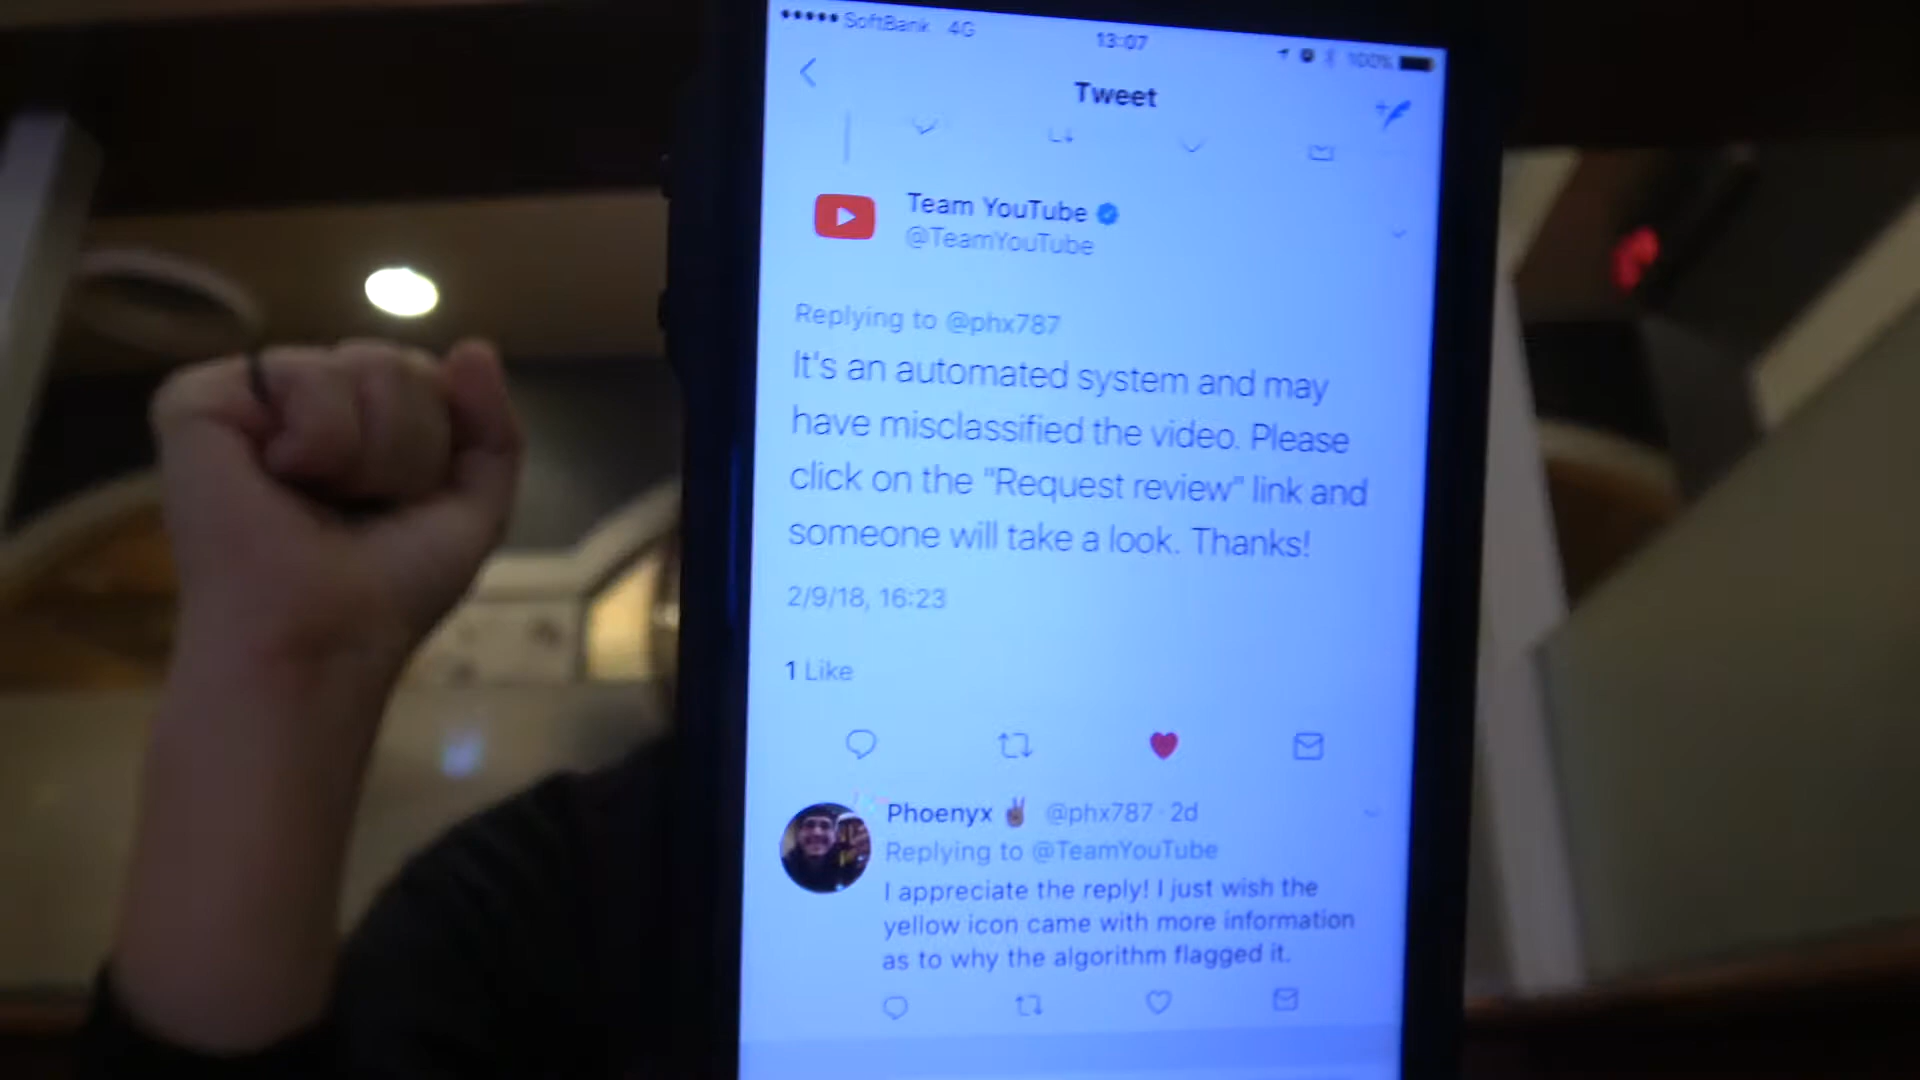 SoftBank 4G 13:07 100%
Tweet
Team YouTube
@TeamYouTube
Replying to @phx787
It's an automated system and may
have misclassified the video. Please
click on the "Request review" link and
someone will take a look. Thanks!
2/9/18, 16:23
1 Like
Phoenyx @phx787 · 2d
Replying to @TeamYouTube
I appreciate the reply! I just wish the
yellow icon came with more information
as to why the algorithm flagged it.